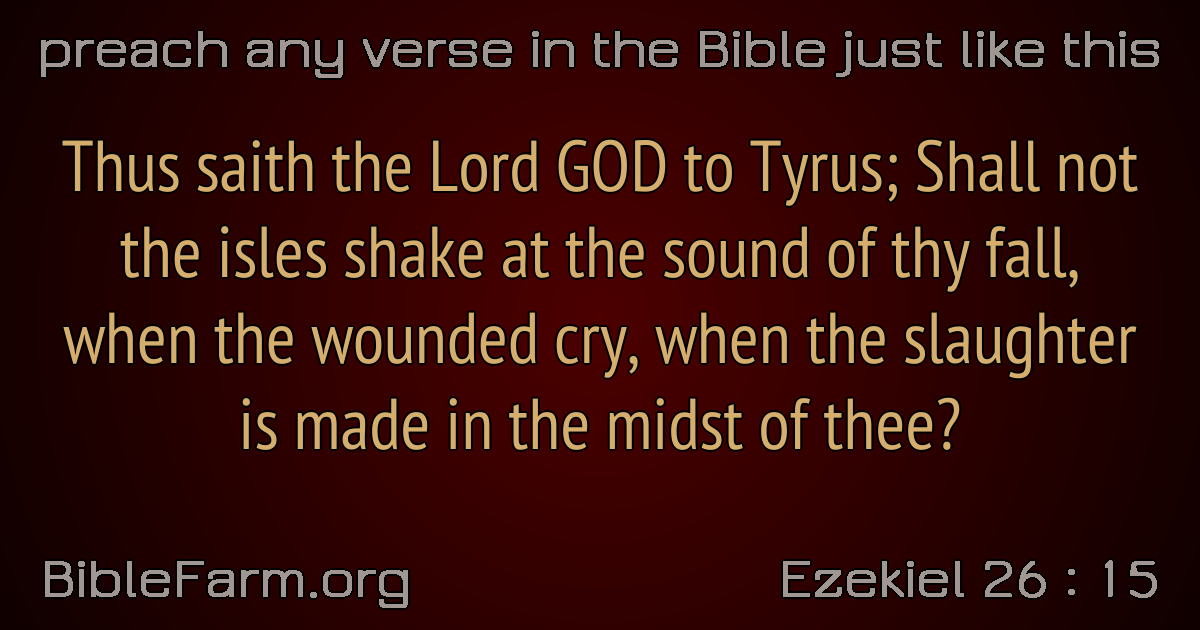 preach any verse in the Bible just like this
Thus saith the Lord GOD to Tyrus; Shall not
the isles shake at the sound of thy fall,
when the wounded cry, when the slaughter
is made in the midst of thee?
BibleFarm.org
Ezekiel 26 : 15